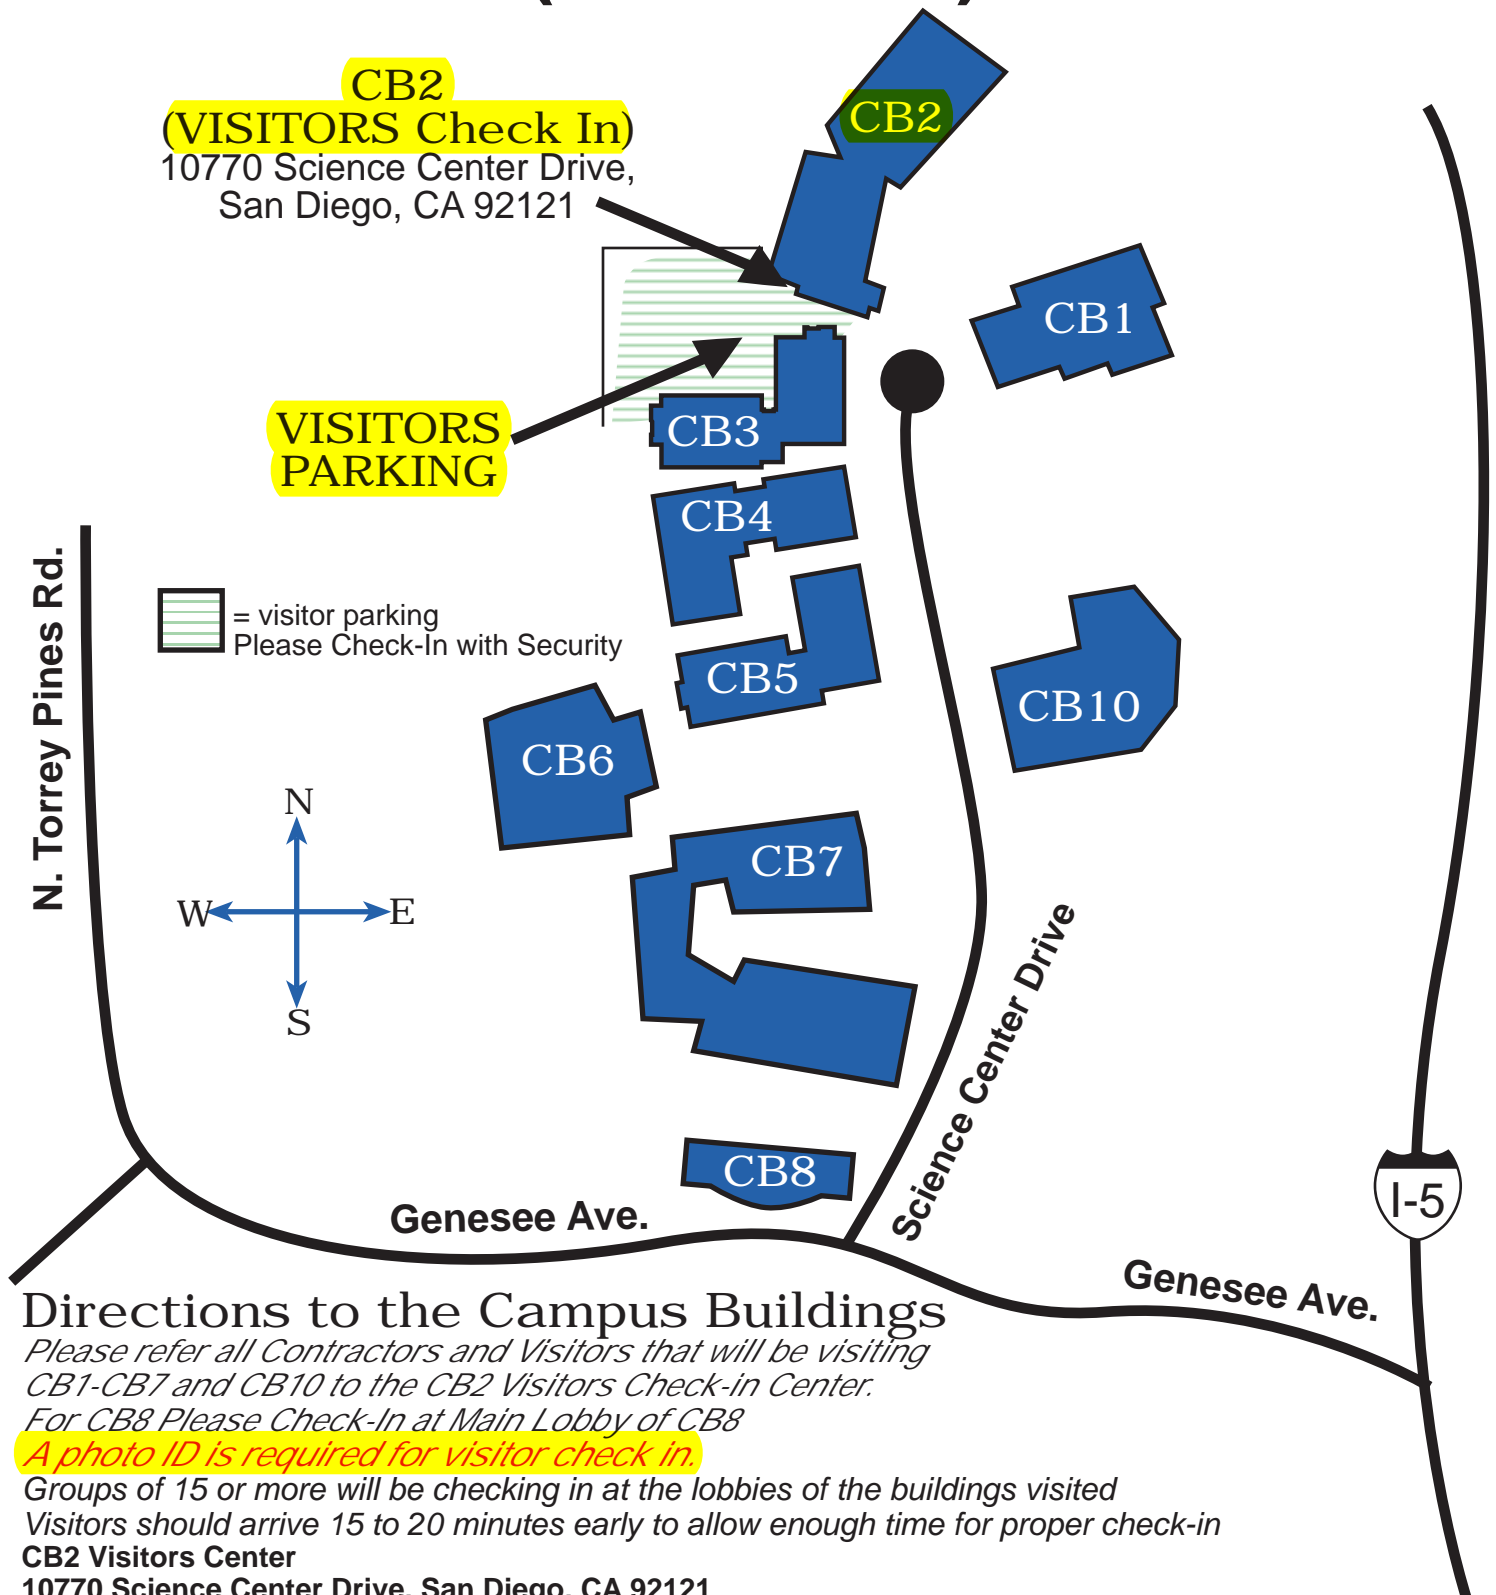 CB2
(VISITORS Check In)
10770 Science Center Drive,
San Diego, CA 92121
CB2
CB1
VISITORS
PARKING
CB3
CB4
N. Torrey Pines Rd.
= visitor parking
Please Check-In with Security
CB5
CB10
CB6
N
W
E
S
CB7
Science Center Drive
CB8
Genesee Ave.
I-5
Genesee Ave.
Directions to the Campus Buildings
Please refer all Contractors and Visitors that will be visiting
CB1-CB7 and CB10 to the CB2 Visitors Check-in Center.
For CB8 Please Check-In at Main Lobby of CB8
A photo ID is required for visitor check in.
Groups of 15 or more will be checking in at the lobbies of the buildings visited
Visitors should arrive 15 to 20 minutes early to allow enough time for proper check-in
CB2 Visitors Center
10770 Science Center Drive, San Diego, CA 92121